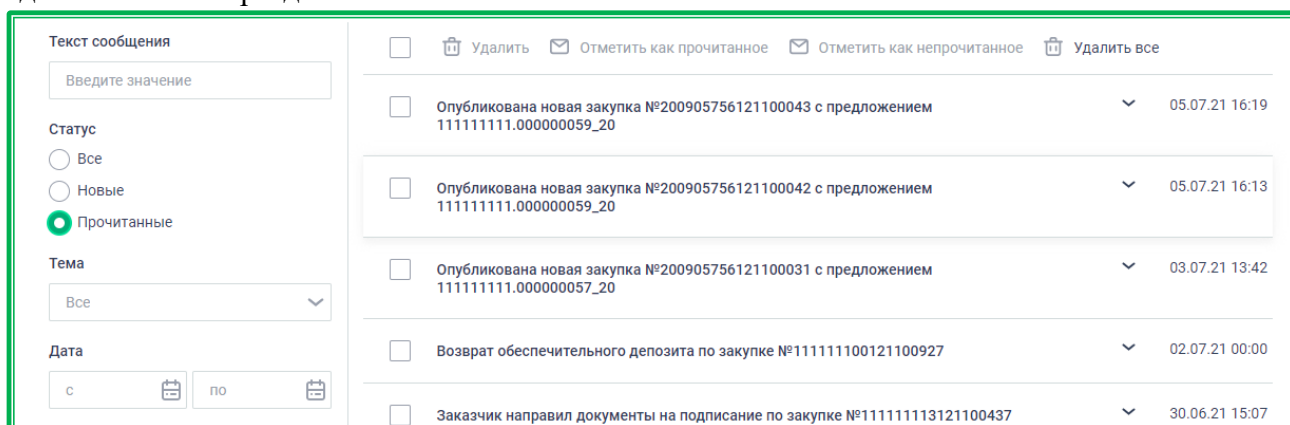 Текст сообщения
Введите значение
Статус
Все
Новые
Прочитанные
Тема
Все
Дата
с
по
Удалить Отметить как прочитанное Отметить как непрочитанное Удалить все
Опубликована новая закупка №200905756121100043 с предложением 05.07.21 16:19
111111111.000000059_20
Опубликована новая закупка №200905756121100042 с предложением 05.07.21 16:13
111111111.000000059_20
Опубликована новая закупка №200905756121100031 с предложением 03.07.21 13:42
111111111.000000057_20
Возврат обеспечительного депозита по закупке №111111100121100927 02.07.21 00:00
Заказчик направил документы на подписание по закупке №111111113121100437 30.06.21 15:07